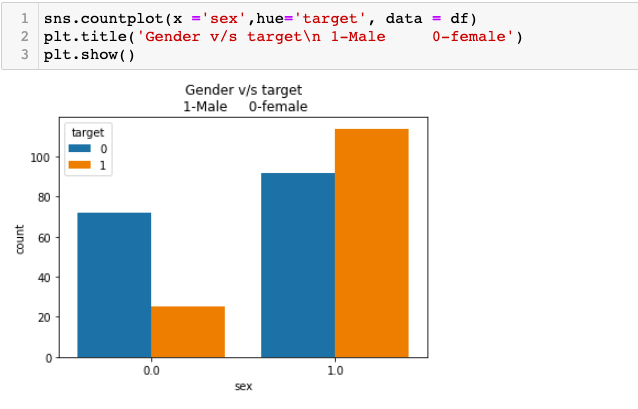 1 sns.countplot(x ='sex',hue='target', data = df)
2 plt.title('Gender v/s target\n 1-Male     0-female')
3 plt.show()
Gender v/s target
1-Male     0-female
target
0
1
100
80
60
40
20
0
count
0.0 1.0
sex